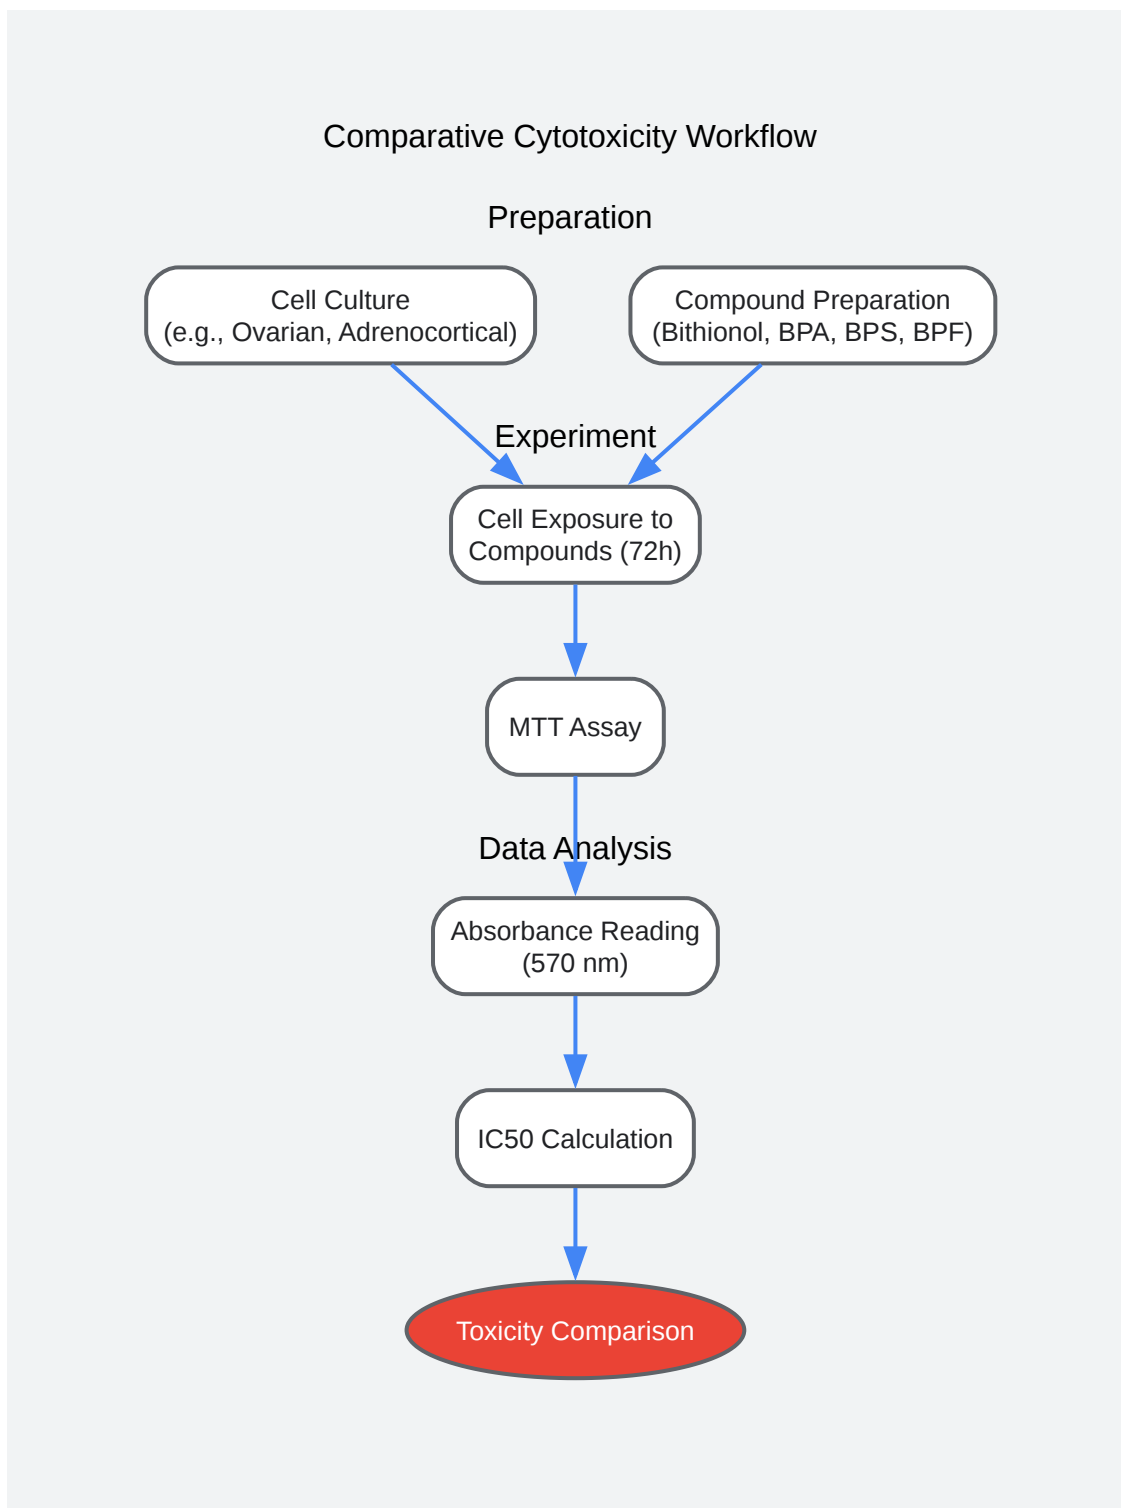 Comparative Cytotoxicity Workflow
Preparation
Cell Culture
(e.g., Ovarian, Adrenocortical)
Compound Preparation
(Bithionol, BPA, BPS, BPF)
Experiment
Cell Exposure to
Compounds (72h)
MTT Assay
Data Analysis
Absorbance Reading
(570 nm)
IC50 Calculation
Toxicity Comparison